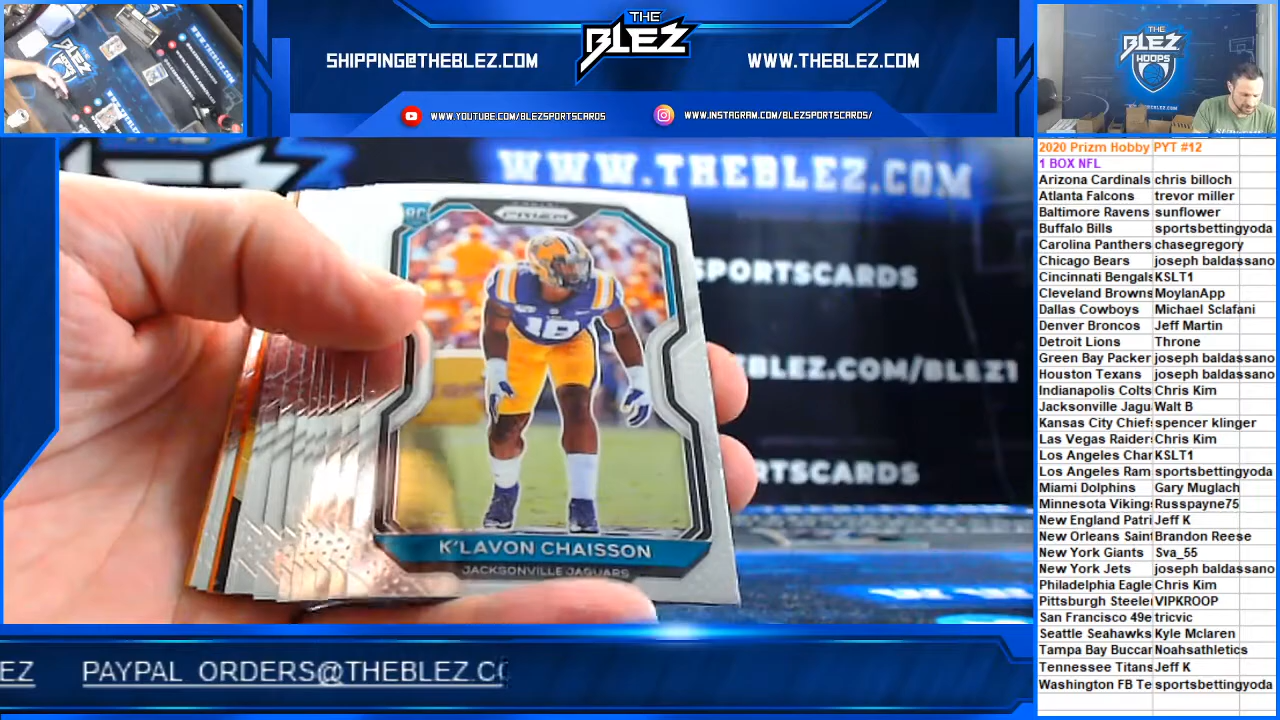 THE
BLEZ
SHIPPING@THEBLEZ.COM
WWW.THEBLEZ.COM
WWW.YOUTUBE.COM/BLEZSPORTSCARDS
WWW.INSTAGRAM.COM/BLEZSPORTSCARDS/
THE
BLEZ
HOOPS
WWW.THEBLEZ.COM
SPORTSCARDS
BLEZ.COM/BLEZ1
RTSCARDS
RC
PRIZM
18
K'LAVON CHAISSON
JACKSONVILLE JAGUARS
EZ PAYPAL_ORDERS@THEBLEZ.CO
2020 Prizm Hobby PYT #12
1 BOX NFL
Arizona Cardinals chris billoch
Atlanta Falcons trevor miller
Baltimore Ravens sunflower
Buffalo Bills sportsbettingyoda
Carolina Panthers chasegregory
Chicago Bears joseph baldassano
Cincinnati Bengals KSLT1
Cleveland Browns MoylanApp
Dallas Cowboys Michael Sclafani
Denver Broncos Jeff Martin
Detroit Lions Throne
Green Bay Packer joseph baldassano
Houston Texans joseph baldassano
Indianapolis Colts Chris Kim
Jacksonville Jagu Walt B
Kansas City Chief spencer klinger
Las Vegas Raider Chris Kim
Los Angeles Char KSLT1
Los Angeles Ram sportsbettingyoda
Miami Dolphins Gary Muglach
Minnesota Viking Russpayne75
New England Patri Jeff K
New Orleans Saint Brandon Reese
New York Giants Sva_55
New York Jets joseph baldassano
Philadelphia Eagle Chris Kim
Pittsburgh Steeler VIPKROOP
San Francisco 49e tricvic
Seattle Seahawks Kyle Mclaren
Tampa Bay Buccan Noahsathletics
Tennessee Titans Jeff K
Washington FB Te sportsbettingyoda